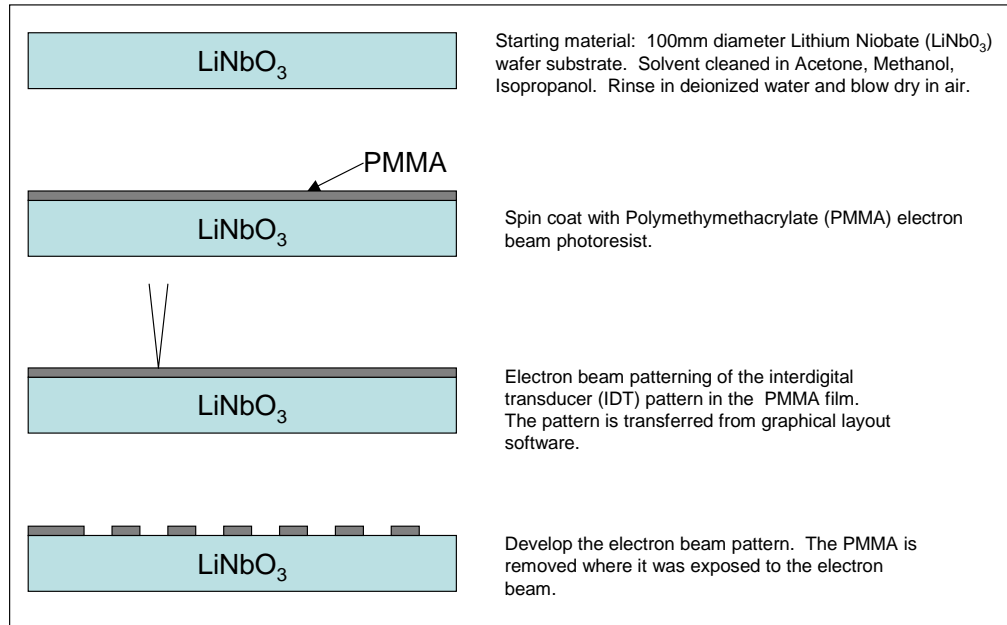 LiNbO₃
Starting material: 100mm diameter Lithium Niobate (LiNb0₃)
wafer substrate. Solvent cleaned in Acetone, Methanol,
Isopropanol. Rinse in deionized water and blow dry in air.
PMMA
LiNbO₃
Spin coat with Polymethymethacrylate (PMMA) electron
beam photoresist.
LiNbO₃
Electron beam patterning of the interdigital
transducer (IDT) pattern in the PMMA film.
The pattern is transferred from graphical layout
software.
LiNbO₃
Develop the electron beam pattern. The PMMA is
removed where it was exposed to the electron
beam.